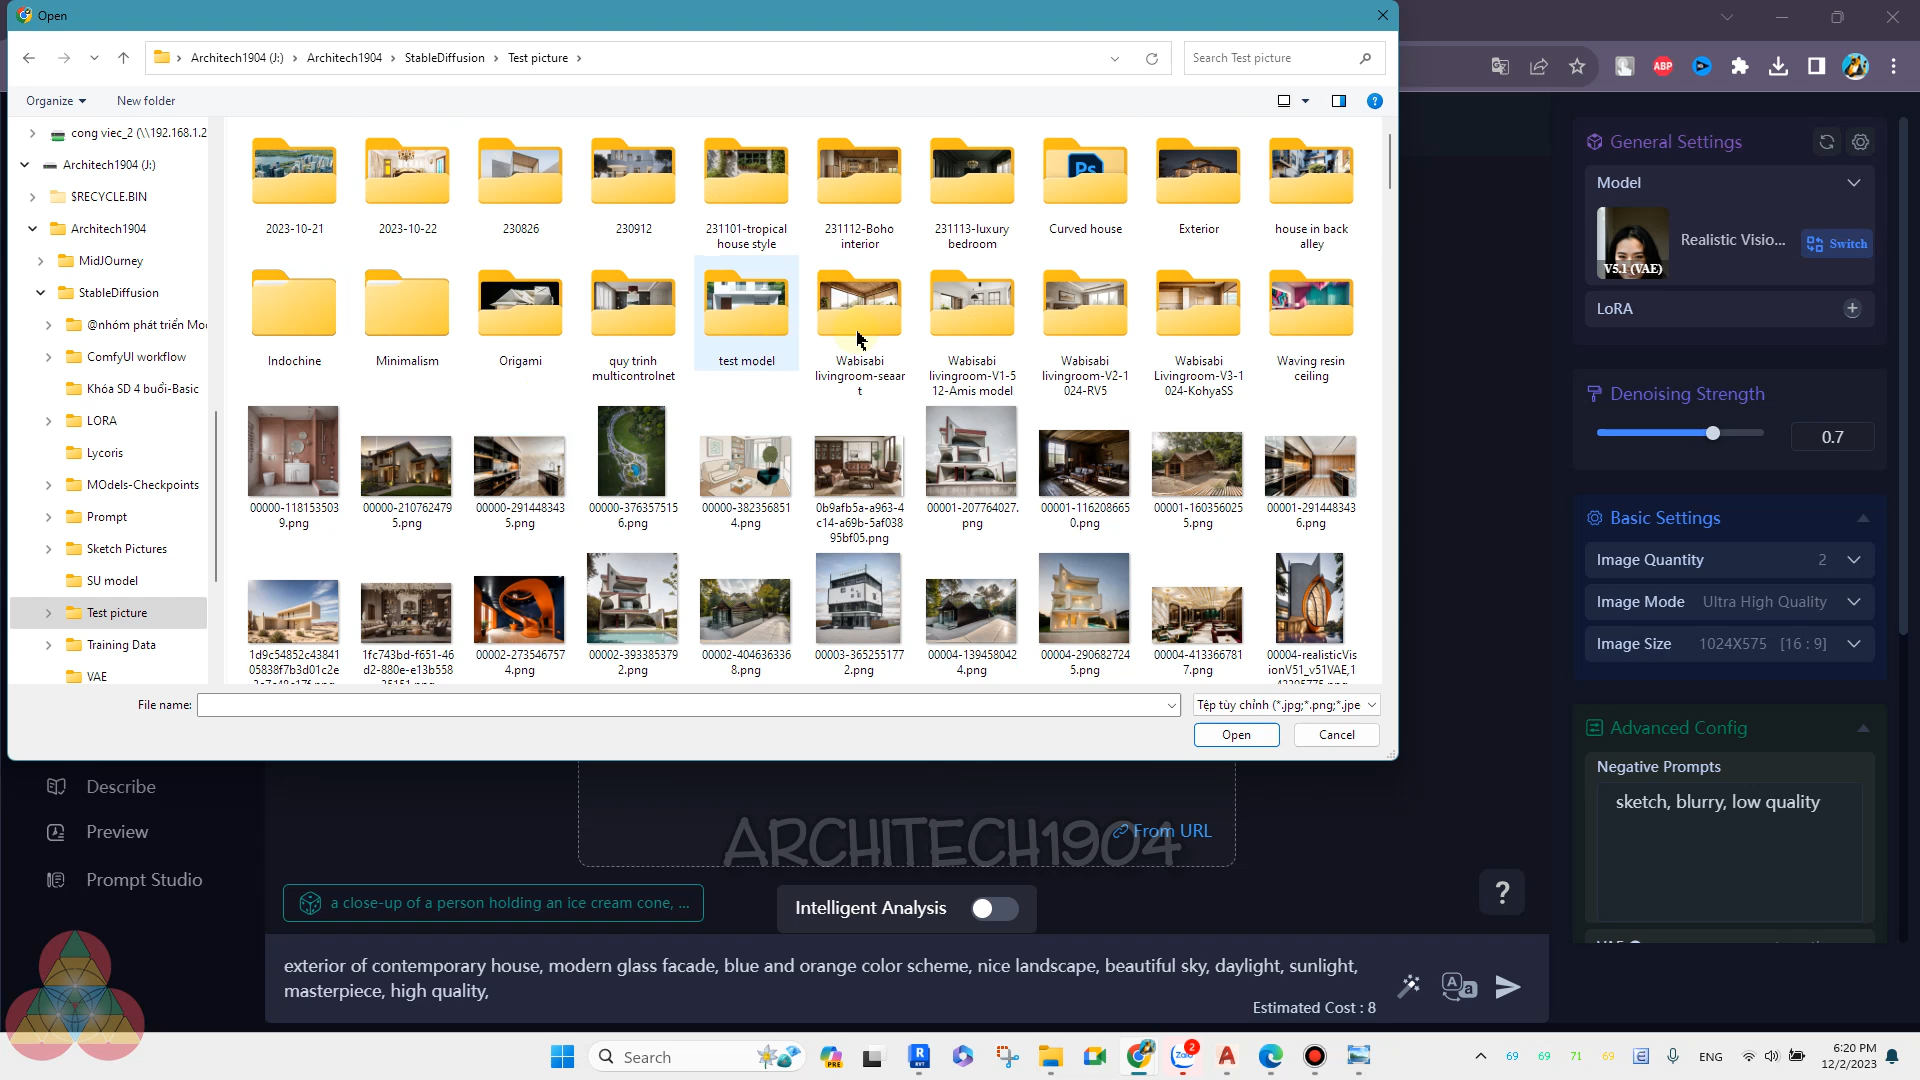 Open
Architech1904 (J:) › Architech1904 › StableDiffusion › Test picture ›
Search Test picture
Organize
New folder
cong viec_2 (\\192.168.1.2
Architech1904 (J:)
$RECYCLE.BIN
Architech1904
MidJOurney
StableDiffusion
@nhóm phát triển Mo
ComfyUI workflow
Khóa SD 4 buổi-Basic
LORA
Lycoris
MOdels-Checkpoints
Prompt
Sketch Pictures
SU model
Test picture
Training Data
VAE
2023-10-21
2023-10-22
230826
230912
231101-tropical
house style
231112-Boho
interior
231113-luxury
bedroom
Curved house
Exterior
house in back
alley
Indochine
Minimalism
Origami
quy trinh
multicontrolnet
test model
Wabisabi
livingroom-seaar
t
Wabisabi
livingroom-V1-5
12-Amis model
Wabisabi
livingroom-V2-1
024-RV5
Wabisabi
Livingroom-V3-1
024-KohyaSS
Waving resin
ceiling
00000-118153503
9.png
00000-210762479
5.png
00000-291448343
5.png
00000-376357515
6.png
00000-382356851
4.png
0b9afb5a-a963-4
c14-a69b-5af038
95bf05.png
00001-207764027.
png
00001-116208665
0.png
00001-160356025
5.png
00001-291448343
6.png
1d9c54852c43841
05838f7b3d01c2e
1fc743bd-f651-46
d2-880e-e13b558
00002-273546757
4.png
00002-393385379
2.png
00002-404636336
8.png
00003-365255177
2.png
00004-139458042
4.png
00004-290682724
5.png
00004-413366781
7.png
00004-realisticVis
ionV51_v51VAE,1
File name:
Tệp tùy chỉnh (*.jpg;*.png;*.jpe
Open
Cancel
ABP
Ps
General Settings
Model
V5.1 (VAE)
Realistic Visio...
Switch
LoRA
Denoising Strength
0.7
Basic Settings
Image Quantity 2
Image Mode Ultra High Quality
Image Size 1024X575 [16 : 9]
Advanced Config
Negative Prompts
sketch, blurry, low quality
Describe
Preview
Prompt Studio
From URL
ARCHITECH1904
a close-up of a person holding an ice cream cone, ...
Intelligent Analysis
?
exterior of contemporary house, modern glass facade, blue and orange color scheme, nice landscape, beautiful sky, daylight, sunlight,
masterpiece, high quality,
Estimated Cost : 8
Search
PRE
Zalo
2
69
69
71
69
ENG
6:20 PM
12/2/2023